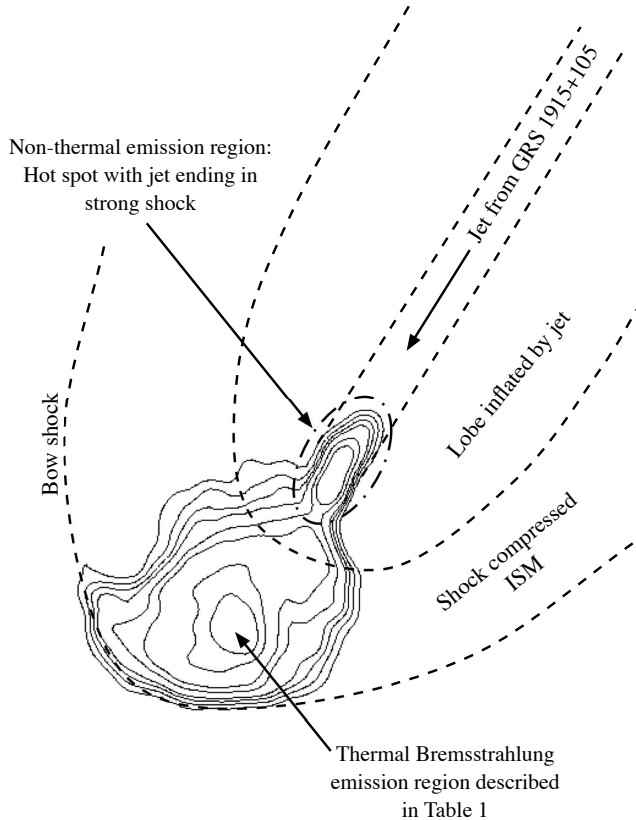 Jet from GRS 1915+105
Non-thermal emission region:
Hot spot with jet ending in
strong shock
Lobe inflated by jet
Bow shock
Shock compressed
ISM
Thermal Bremsstrahlung
emission region described
in Table 1